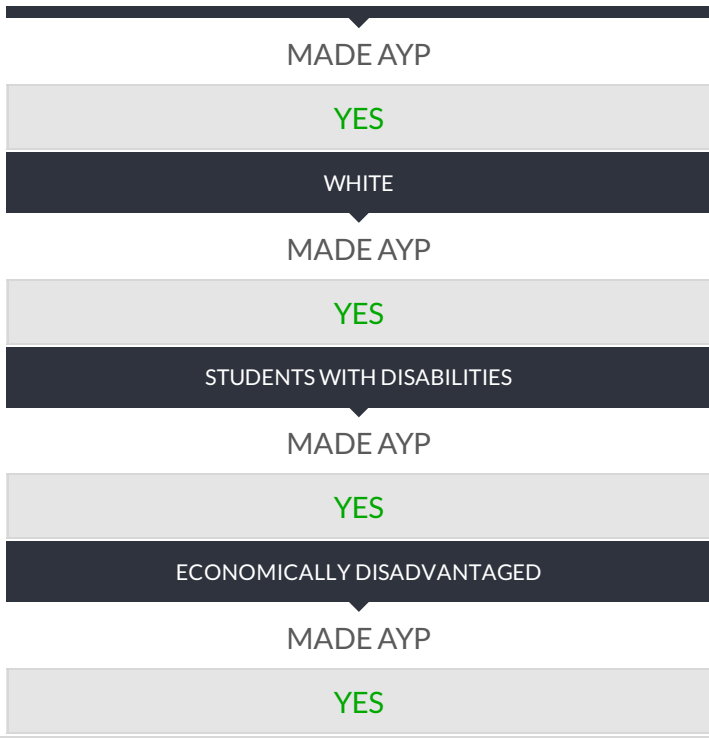 MADE AYP
YES
WHITE
MADE AYP
YES
STUDENTS WITH DISABILITIES
MADE AYP
YES
ECONOMICALLY DISADVANTAGED
MADE AYP
YES